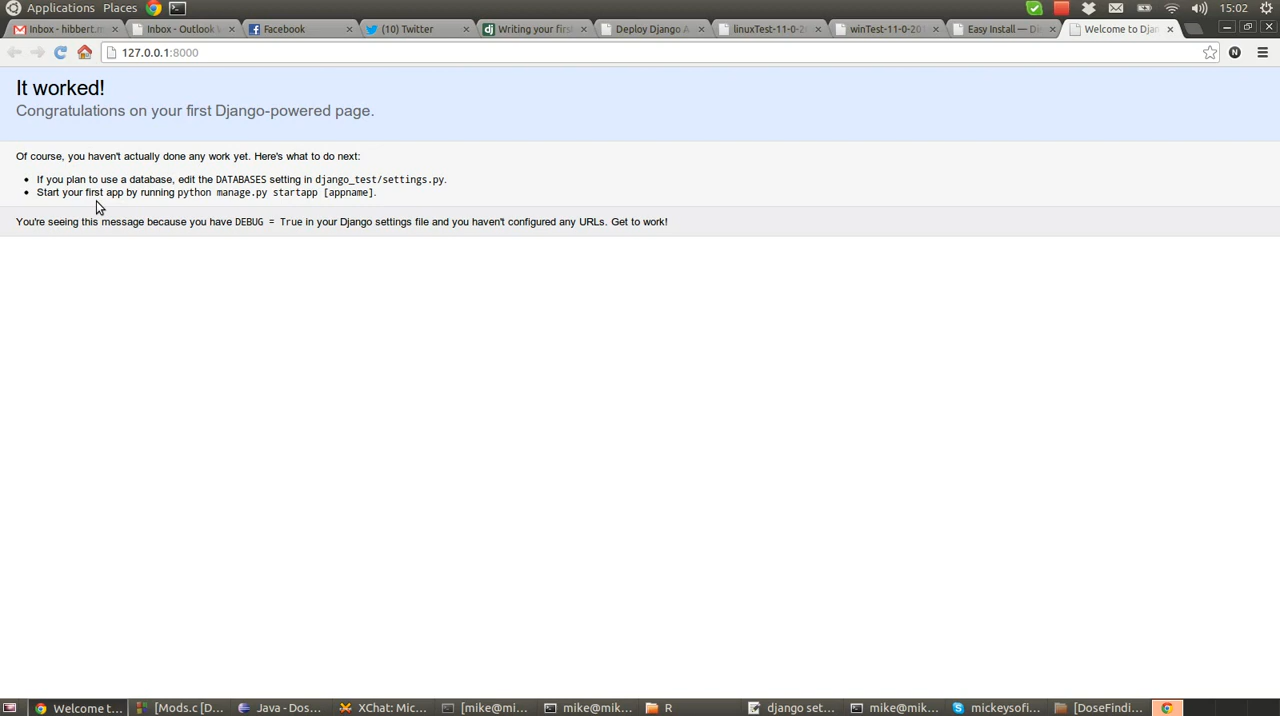 Applications Places 15:02
Inbox - hibbert.m Inbox - Outlook Facebook (10) Twitter Writing your first Deploy Django linuxTest-11-0-2 winTest-11-0-201 Easy Install — Di Welcome to Djan
127.0.0.1:8000 N
It worked!
Congratulations on your first Django-powered page.
Of course, you haven't actually done any work yet. Here's what to do next:
• If you plan to use a database, edit the DATABASES setting in django_test/settings.py.
• Start your first app by running python manage.py startapp [appname].
You're seeing this message because you have DEBUG = True in your Django settings file and you haven't configured any URLs. Get to work!
Welcome t... [Mods.c [D... Java - Dos... XChat: Mic... [mike@mi... mike@mik... R django set... mike@mik... mickeysofi... [DoseFindi...